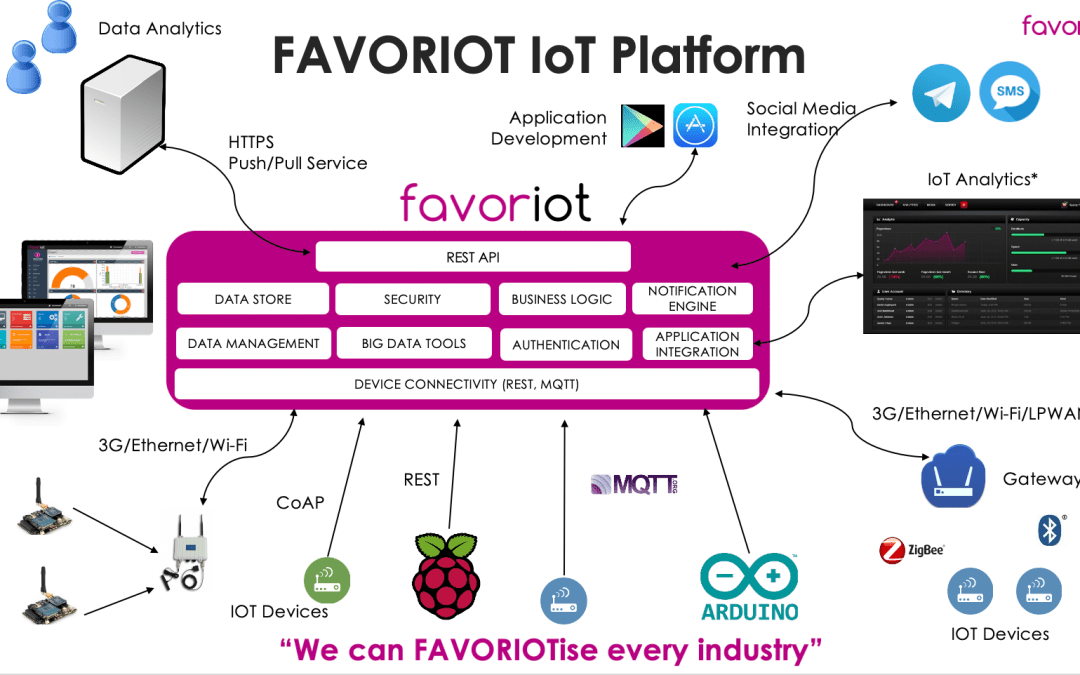 Data Analytics
FAVORIOT IoT Platform
favor
HTTPS
Push/Pull Service
Application
Development
Social Media
Integration
SMS
IoT Analytics*
favoriot
REST API
DATA STORE
SECURITY
BUSINESS LOGIC
NOTIFICATION
ENGINE
DATA MANAGEMENT
BIG DATA TOOLS
AUTHENTICATION
APPLICATION
INTEGRATION
DEVICE CONNECTIVITY (REST, MQTT)
3G/Ethernet/Wi-Fi
3G/Ethernet/Wi-Fi/LPWAN
CoAP
REST
MQTT.ORG
Gateway
ZigBee
IOT Devices
ARDUINO
IOT Devices
“We can FAVORIOTise every industry”